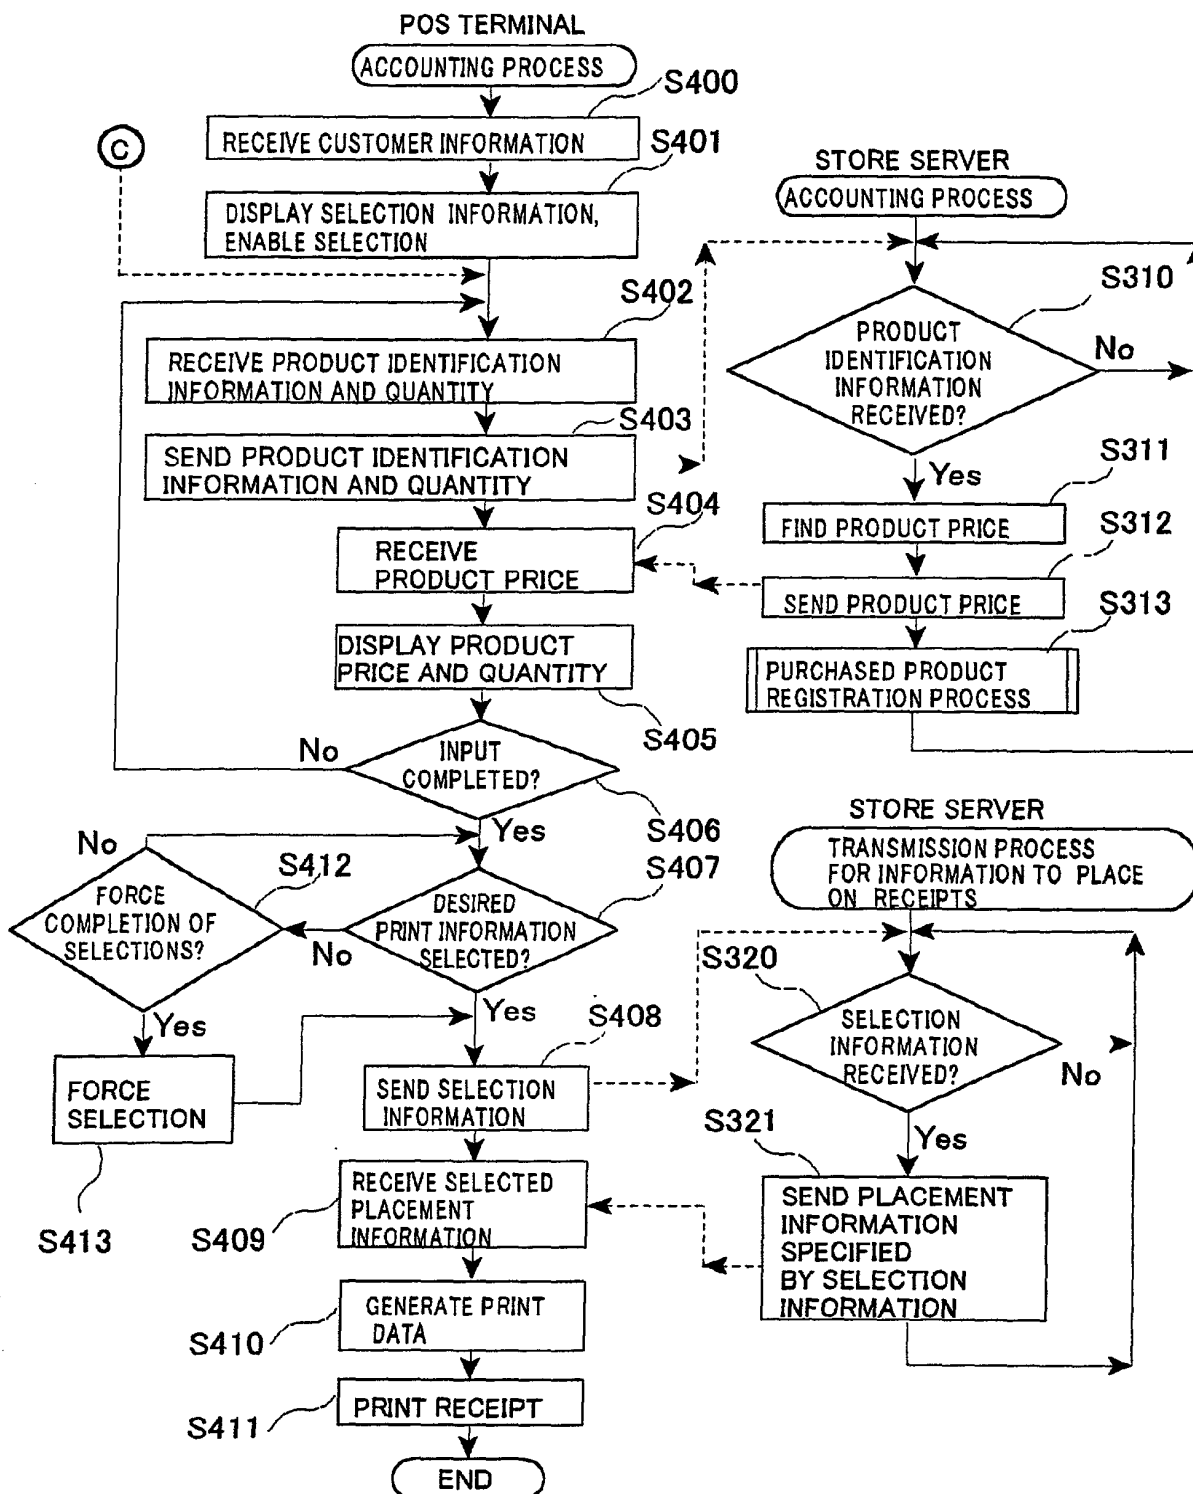 POS TERMINAL
ACCOUNTING PROCESS
S400
RECEIVE CUSTOMER INFORMATION
C
S401
DISPLAY SELECTION INFORMATION,
ENABLE SELECTION
S402
RECEIVE PRODUCT IDENTIFICATION
INFORMATION AND QUANTITY
S403
SEND PRODUCT IDENTIFICATION
INFORMATION AND QUANTITY
S404
RECEIVE
PRODUCT PRICE
DISPLAY PRODUCT
PRICE AND QUANTITY
S405
No
INPUT
COMPLETED?
S406
Yes
No
S412
FORCE
COMPLETION OF
SELECTIONS?
S407
DESIRED
PRINT INFORMATION
SELECTED?
No
Yes
Yes
S408
FORCE
SELECTION
S413
SEND SELECTION
INFORMATION
RECEIVE SELECTED
PLACEMENT
INFORMATION
S409
GENERATE PRINT
DATA
S410
PRINT RECEIPT
S411
END
STORE SERVER
ACCOUNTING PROCESS
S310
PRODUCT
IDENTIFICATION
INFORMATION
RECEIVED?
No
Yes
S311
FIND PRODUCT PRICE
S312
SEND PRODUCT PRICE
S313
PURCHASED PRODUCT
REGISTRATION PROCESS
STORE SERVER
TRANSMISSION PROCESS
FOR INFORMATION TO PLACE
ON RECEIPTS
S320
SELECTION
INFORMATION
RECEIVED?
No
Yes
S321
SEND PLACEMENT
INFORMATION
SPECIFIED
BY SELECTION
INFORMATION